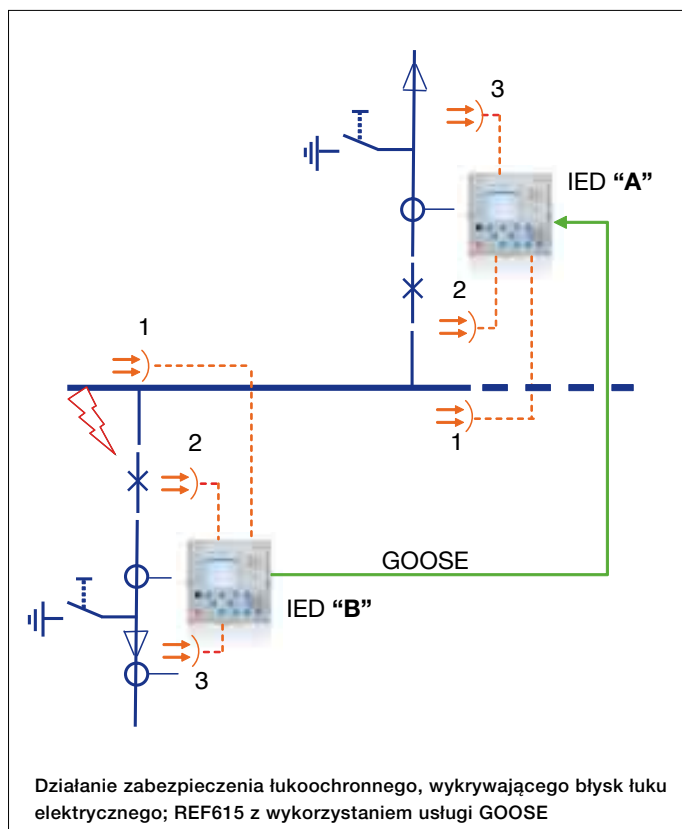 3
IED "A"
2
1
1
2
GOOSE
IED "B"
3
Działanie zabezpieczenia łukoochronnego, wykrywającego błysk łuku
elektrycznego; REF615 z wykorzystaniem usługi GOOSE